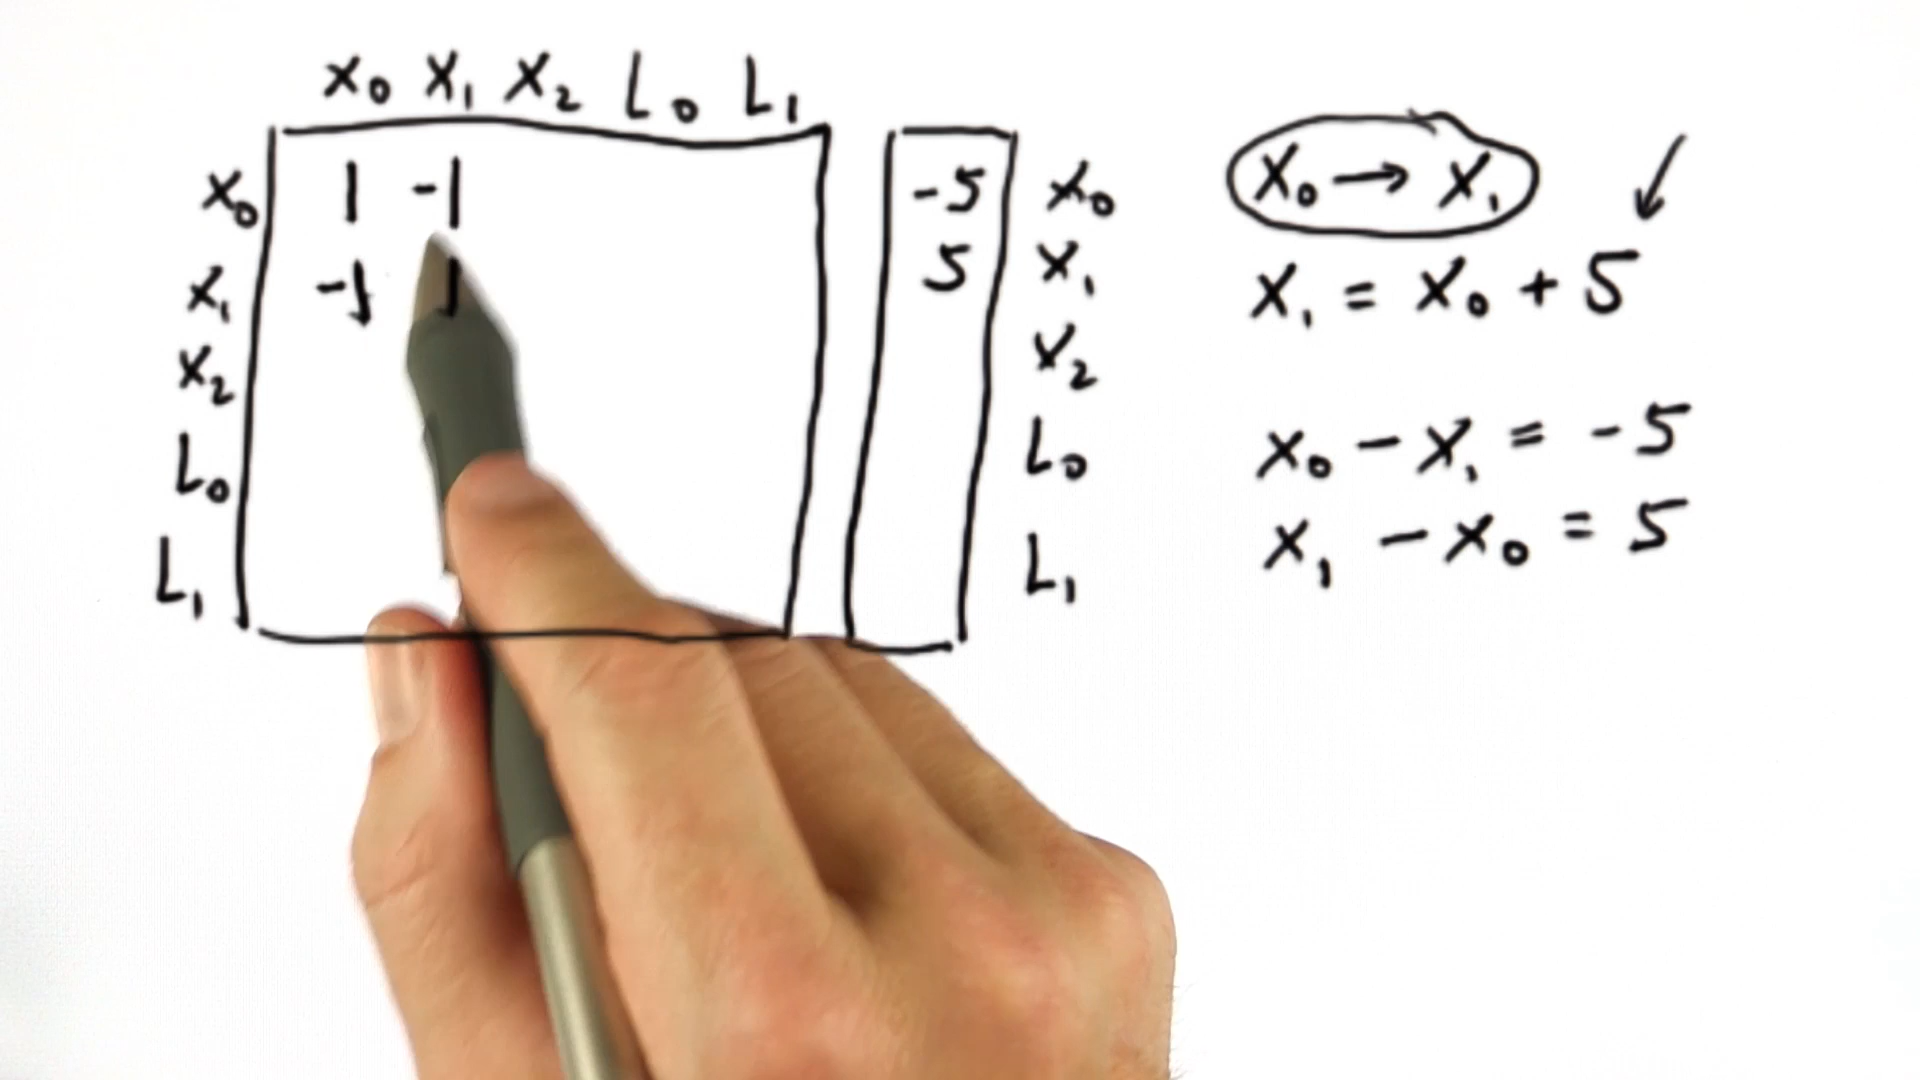 x₀ x₁ x₂ L₀ L₁
x₀ 1 -1 -5 x₀
x₁ -1 1 5 x₁
x₂ x₂
L₀ L₀
L₁ L₁
x₀ → x₁
x₁ = x₀ + 5
x₀ - x₁ = -5
x₁ - x₀ = 5